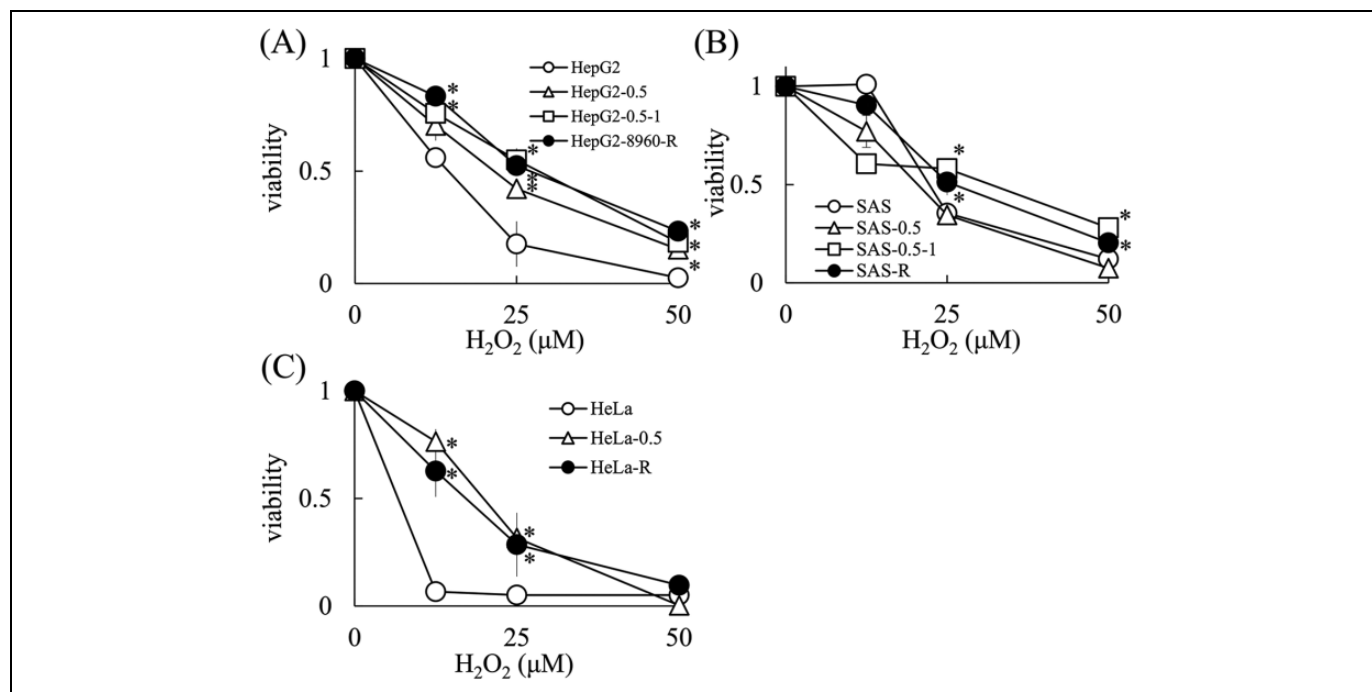 (A)
1
0.5
0
viability
HepG2
HepG2-0.5
HepG2-0.5-1
HepG2-8960-R
*
*
*
*
*
*
*
*
0
25
50
H₂O₂ (μM)
(B)
1
0.5
0
viability
SAS
SAS-0.5
SAS-0.5-1
SAS-R
*
*
*
*
0
25
50
H₂O₂ (μM)
(C)
1
0.5
0
viability
HeLa
HeLa-0.5
HeLa-R
*
*
*
*
0
25
50
H₂O₂ (μM)